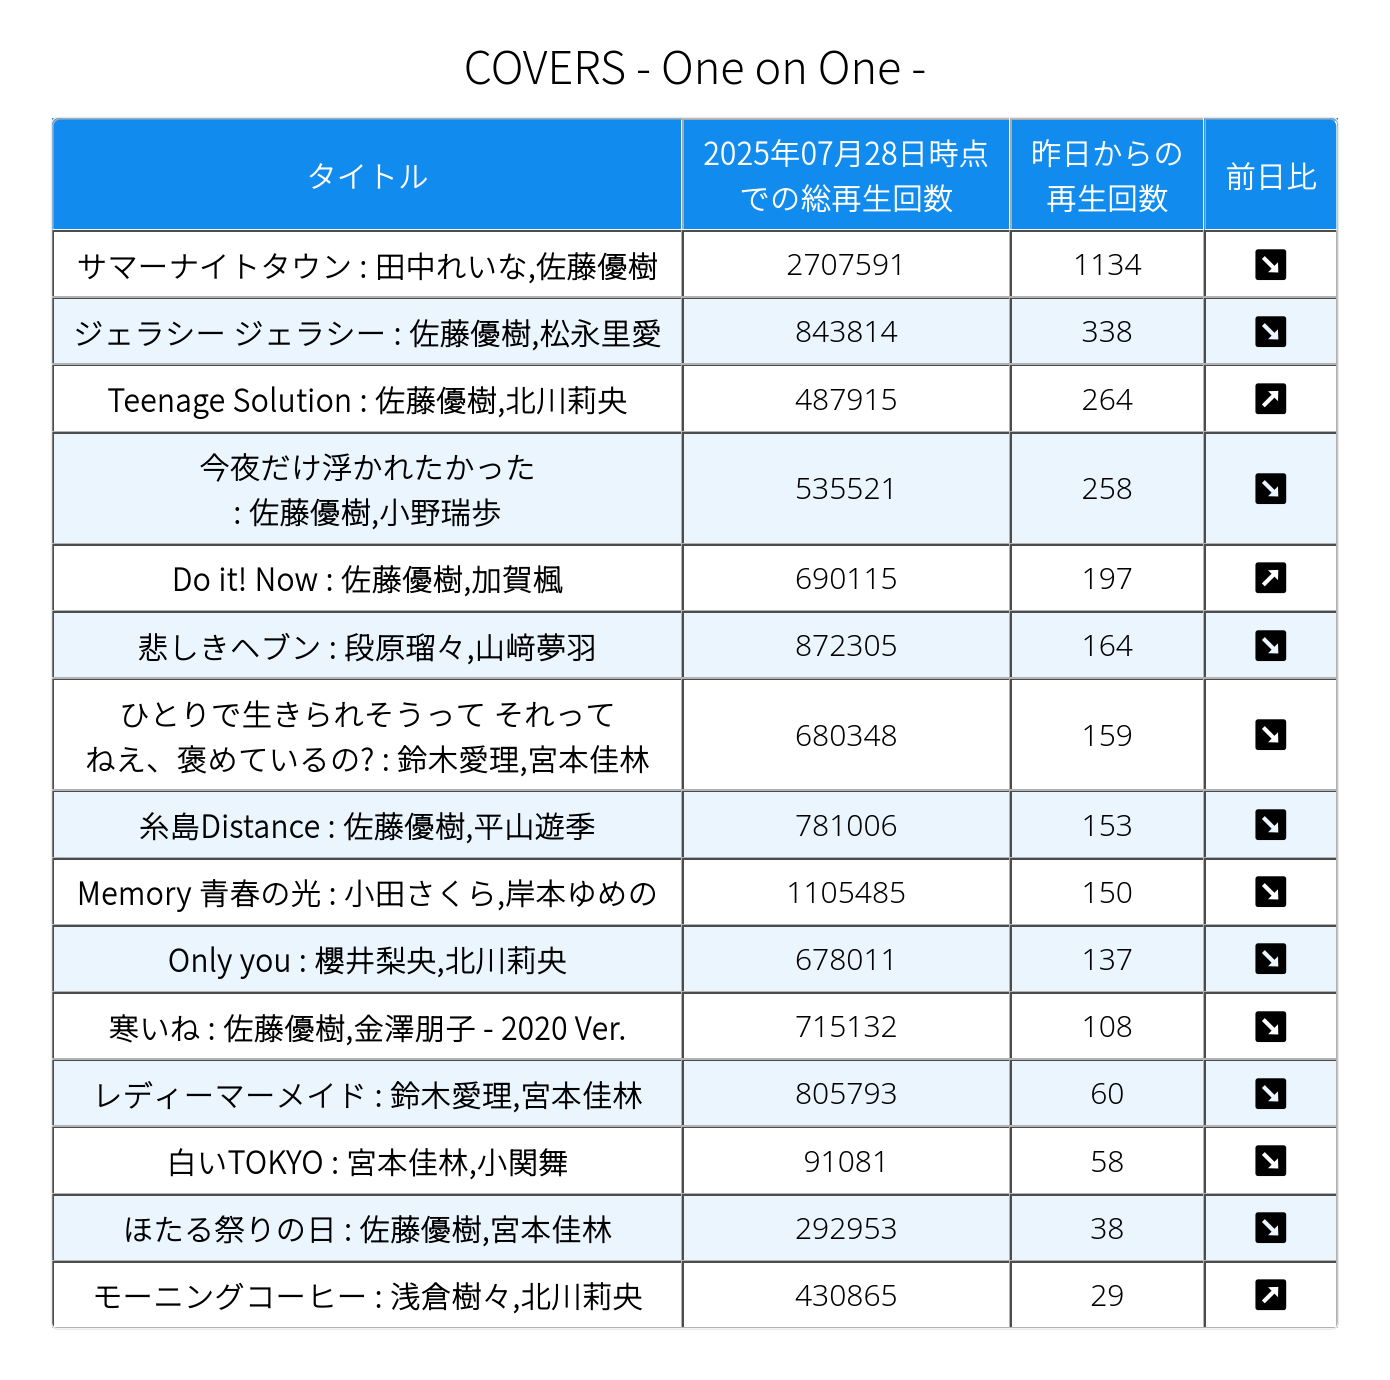 COVERS - One on One -
タイトル
2025年07月28日時点
での総再生回数
昨日からの
再生回数
前日比
サマーナイトタウン : 田中れいな,佐藤優樹
2707591
1134
ジェラシー ジェラシー : 佐藤優樹,松永里愛
843814
338
Teenage Solution : 佐藤優樹,北川莉央
487915
264
今夜だけ浮かれたかった
: 佐藤優樹,小野瑞歩
535521
258
Do it! Now : 佐藤優樹,加賀楓
690115
197
悲しきヘブン : 段原瑠々,山﨑夢羽
872305
164
ひとりで生きられそうって それって
ねえ、褒めているの? : 鈴木愛理,宮本佳林
680348
159
糸島Distance : 佐藤優樹,平山遊季
781006
153
Memory 青春の光 : 小田さくら,岸本ゆめの
1105485
150
Only you : 櫻井梨央,北川莉央
678011
137
寒いね : 佐藤優樹,金澤朋子 - 2020 Ver.
715132
108
レディーマーメイド : 鈴木愛理,宮本佳林
805793
60
白いTOKYO : 宮本佳林,小関舞
91081
58
ほたる祭りの日 : 佐藤優樹,宮本佳林
292953
38
モーニングコーヒー : 浅倉樹々,北川莉央
430865
29